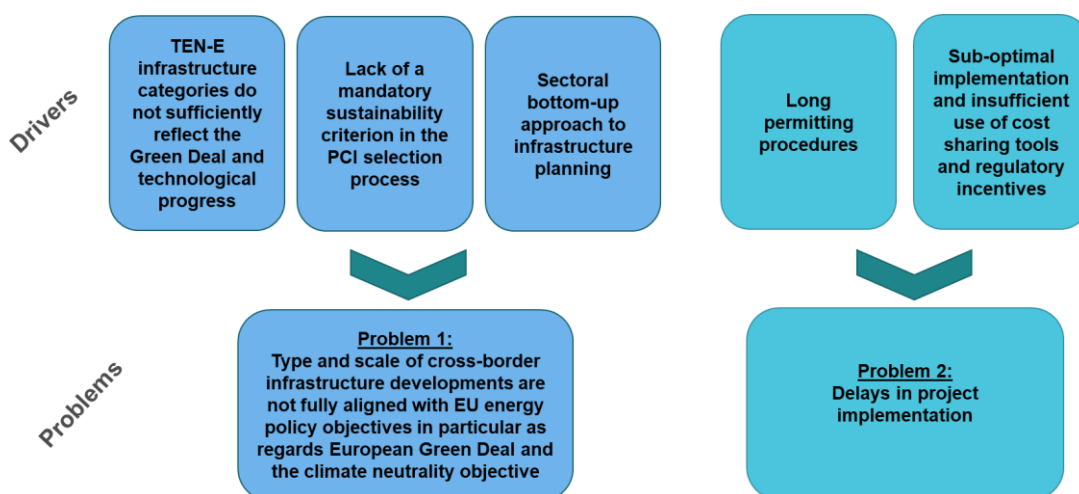 Drivers
TEN-E
infrastructure
categories do
not sufficiently
reflect the
Green Deal and
technological
progress
Lack of a
mandatory
sustainability
criterion in the
PCI selection
process
Sectoral
bottom-up
approach to
infrastructure
planning
Long
permitting
procedures
Sub-optimal
implementation
and insufficient
use of cost
sharing tools
and regulatory
incentives
Problems
Problem 1:
Type and scale of cross-border
infrastructure developments are
not fully aligned with EU energy
policy objectives in particular as
regards European Green Deal and
the climate neutrality objective
Problem 2:
Delays in project
implementation